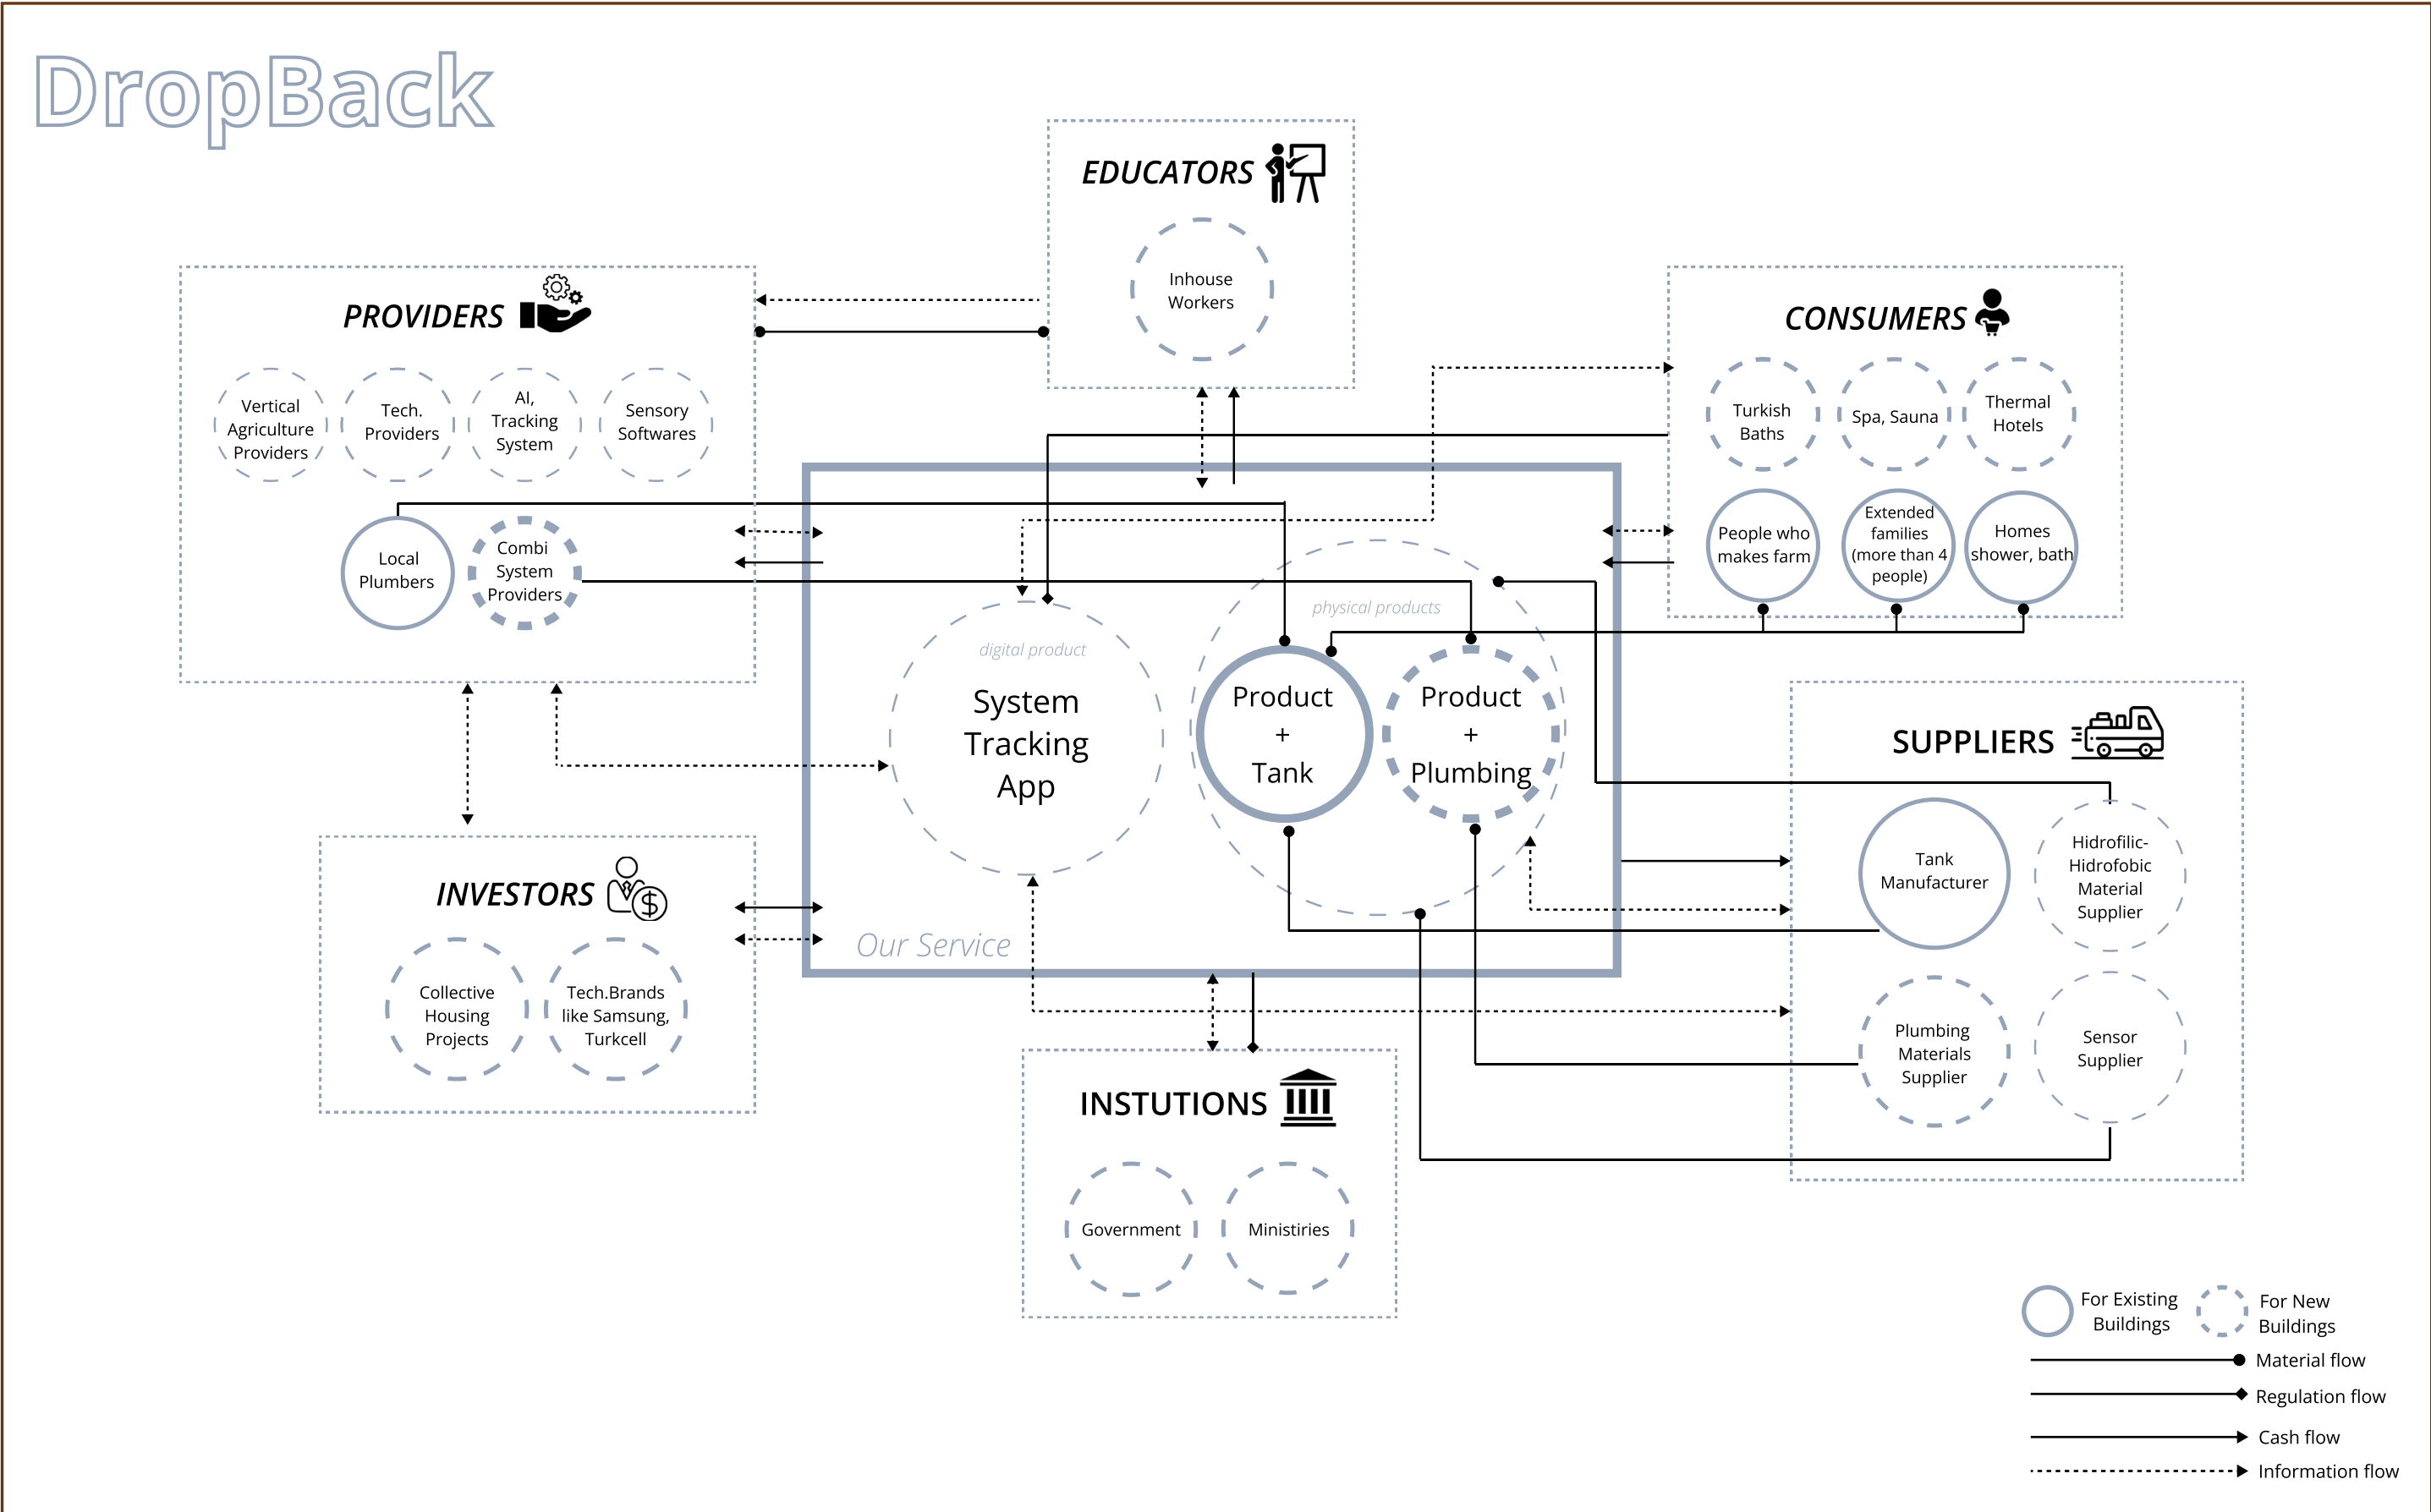 DropBack
EDUCATORS
Inhouse
Workers
PROVIDERS
Vertical
Agriculture
Providers
Tech.
Providers
AI,
Tracking
System
Sensory
Softwares
Local
Plumbers
Combi
System
Providers
CONSUMERS
Turkish
Baths
Spa, Sauna
Thermal
Hotels
People who
makes farm
Extended
families
(more than 4
people)
Homes
shower, bath
digital product
System
Tracking
App
physical products
Product
+
Tank
Product
+
Plumbing
Our Service
SUPPLIERS
Tank
Manufacturer
Hidrofilic-
Hidrofobic
Material
Supplier
Plumbing
Materials
Supplier
Sensor
Supplier
INVESTORS
Collective
Housing
Projects
Tech.Brands
like Samsung,
Turkcell
INSTUTIONS
Government
Ministiries
For Existing
Buildings
For New
Buildings
Material flow
Regulation flow
Cash flow
Information flow